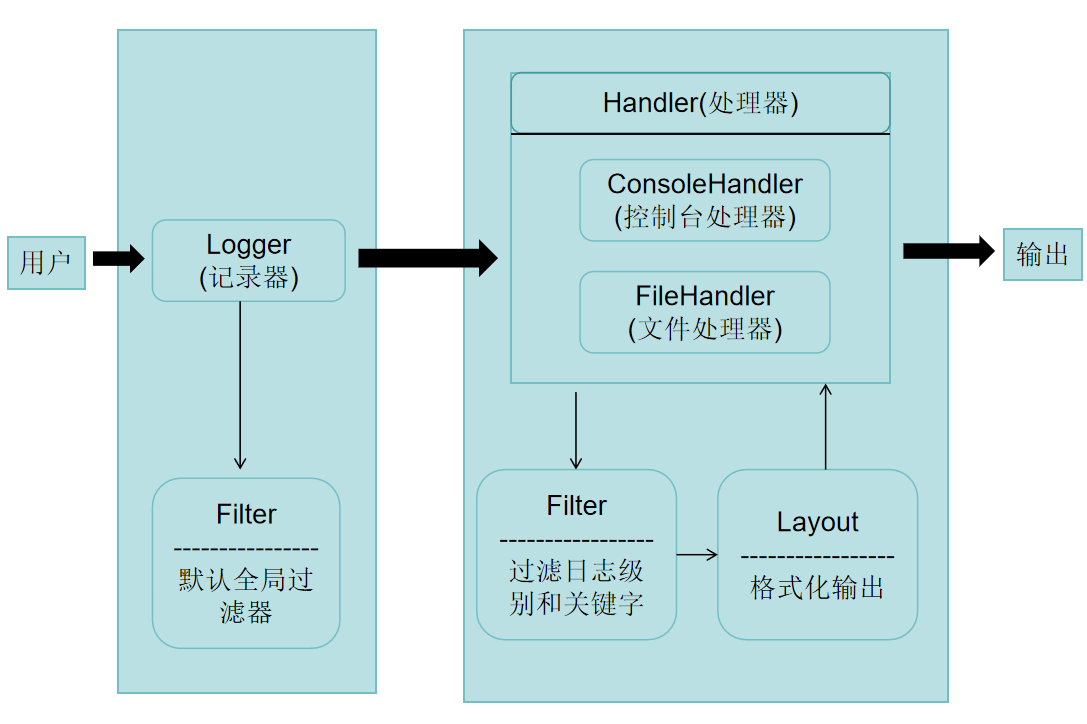 用户
Logger
(记录器)
Filter
----------------
默认全局过
滤器
Handler(处理器)
ConsoleHandler
(控制台处理器)
FileHandler
(文件处理器)
Filter
-----------------
过滤日志级
别和关键字
Layout
-----------------
格式化输出
输出